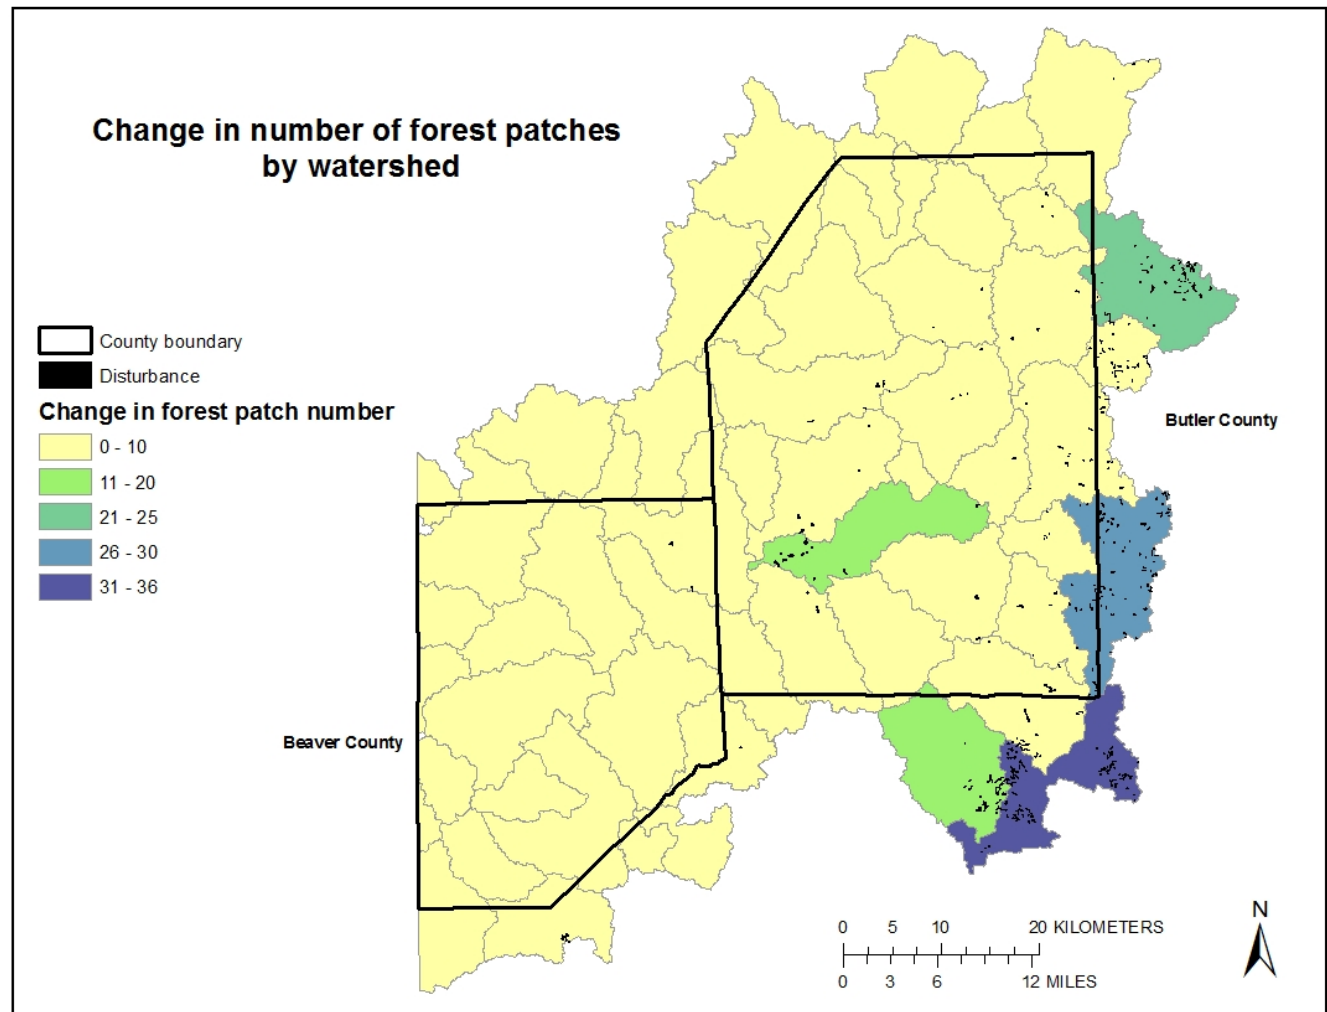 Change in number of forest patches
by watershed
County boundary
Disturbance
Change in forest patch number
0 - 10
11 - 20
21 - 25
26 - 30
31 - 36
Butler County
Beaver County
N
0 5 10 20 KILOMETERS
0 3 6 12 MILES